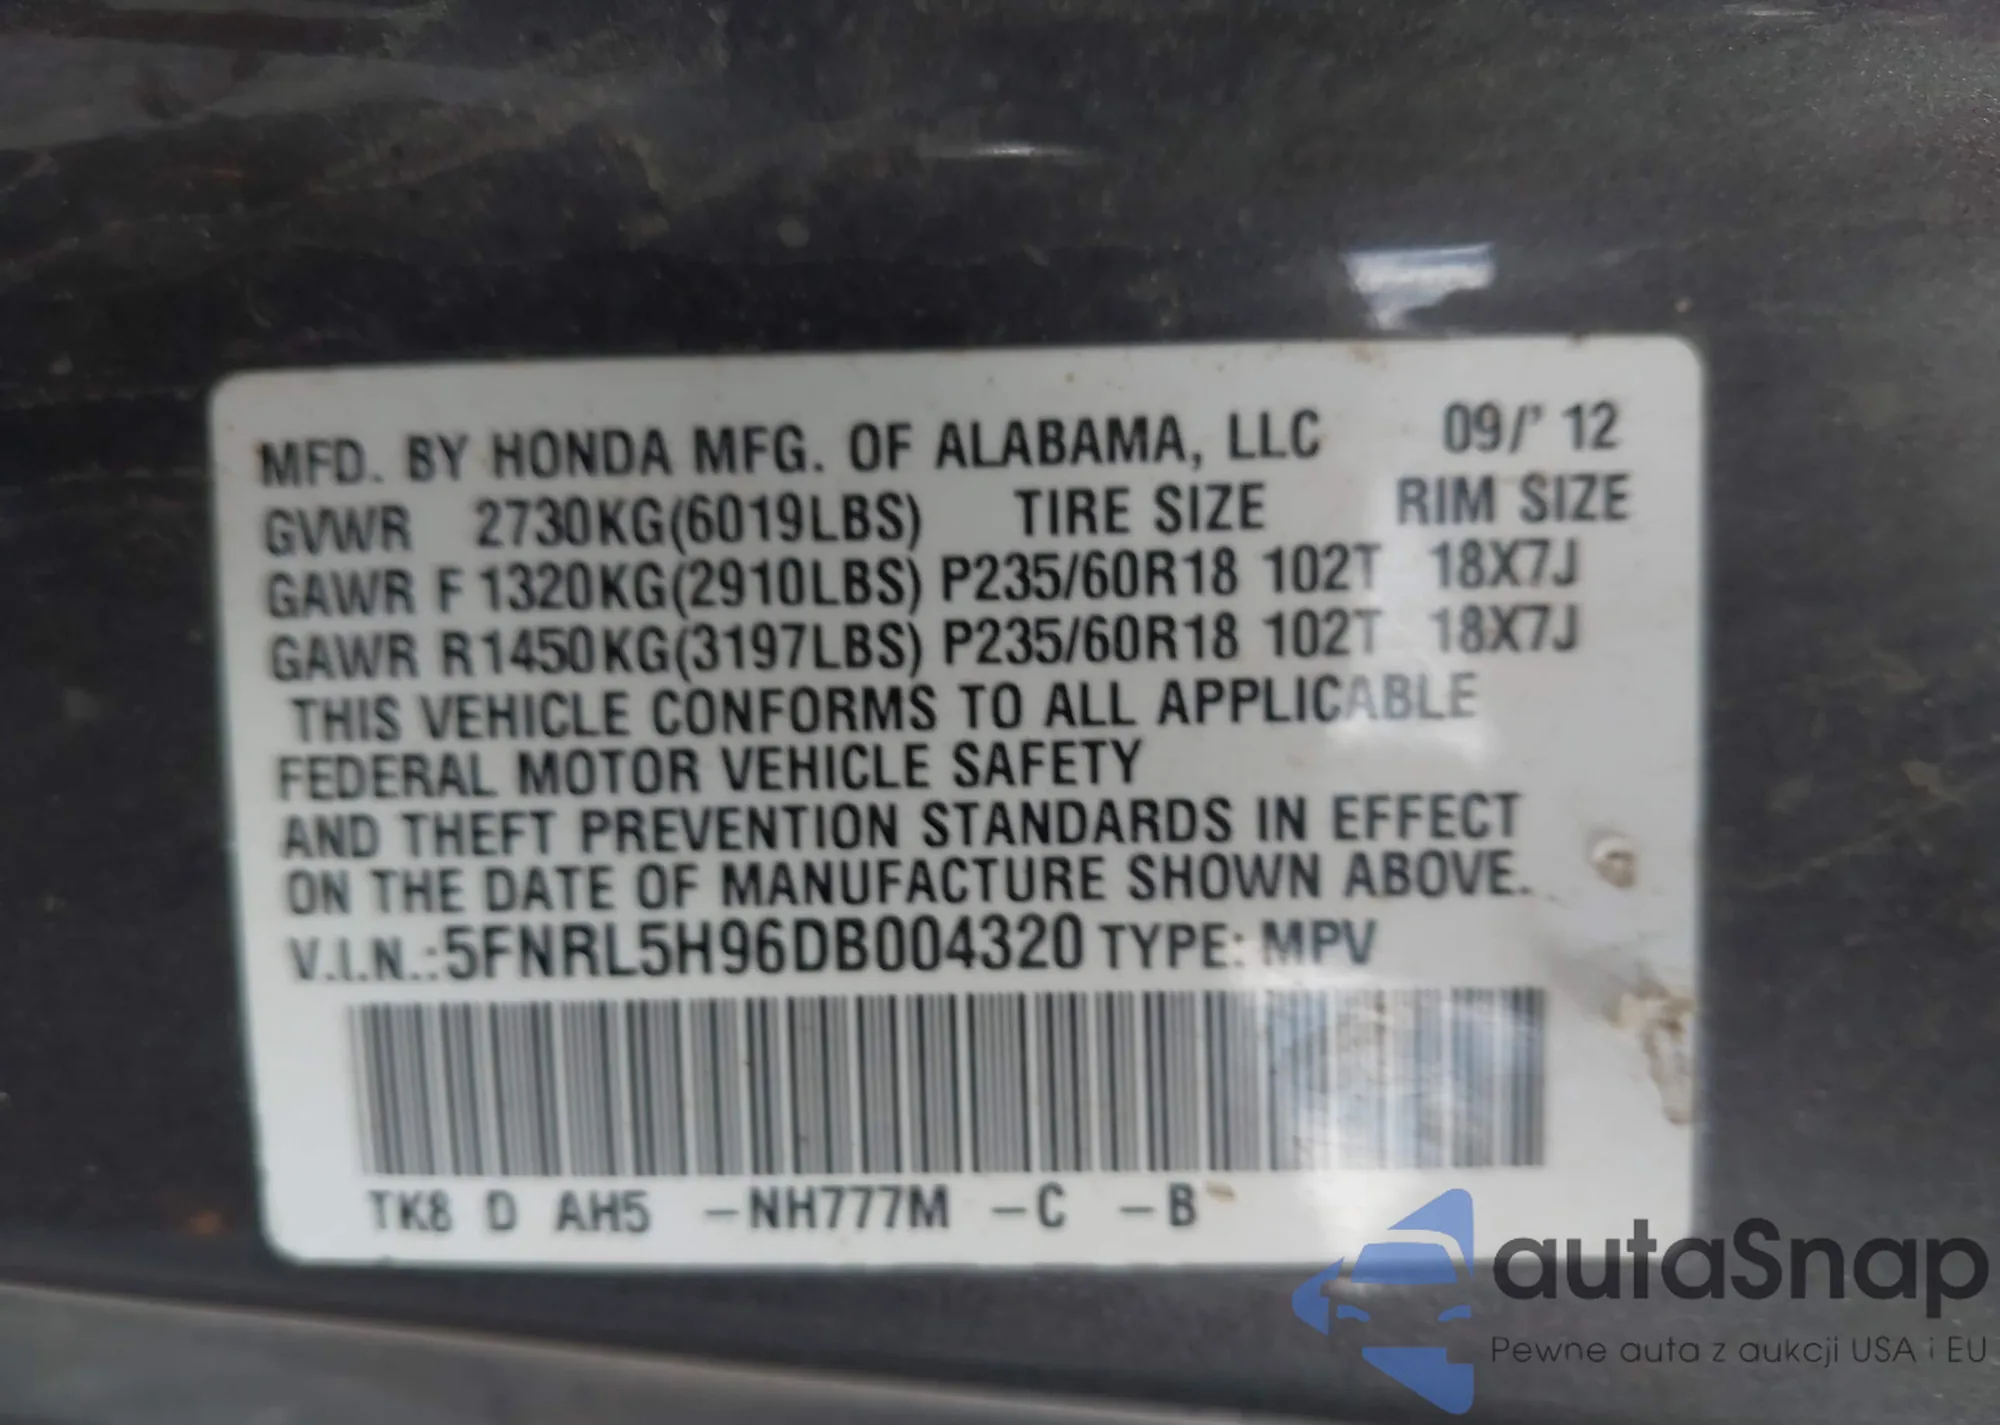 MFD. BY HONDA MFG. OF ALABAMA, LLC 09/' 12
GVWR 2730KG(6019LBS) TIRE SIZE RIM SIZE
GAWR F 1320KG(2910LBS) P235/60R18 102T 18X7J
GAWR R1450KG(3197LBS) P235/60R18 102T 18X7J
THIS VEHICLE CONFORMS TO ALL APPLICABLE
FEDERAL MOTOR VEHICLE SAFETY
AND THEFT PREVENTION STANDARDS IN EFFECT
ON THE DATE OF MANUFACTURE SHOWN ABOVE.
V.I.N.:5FNRL5H96DB004320 TYPE: MPV
TK8 D AH5 -NH777M -C -B
autaSnap
Pewne auta z aukcji USA i EU